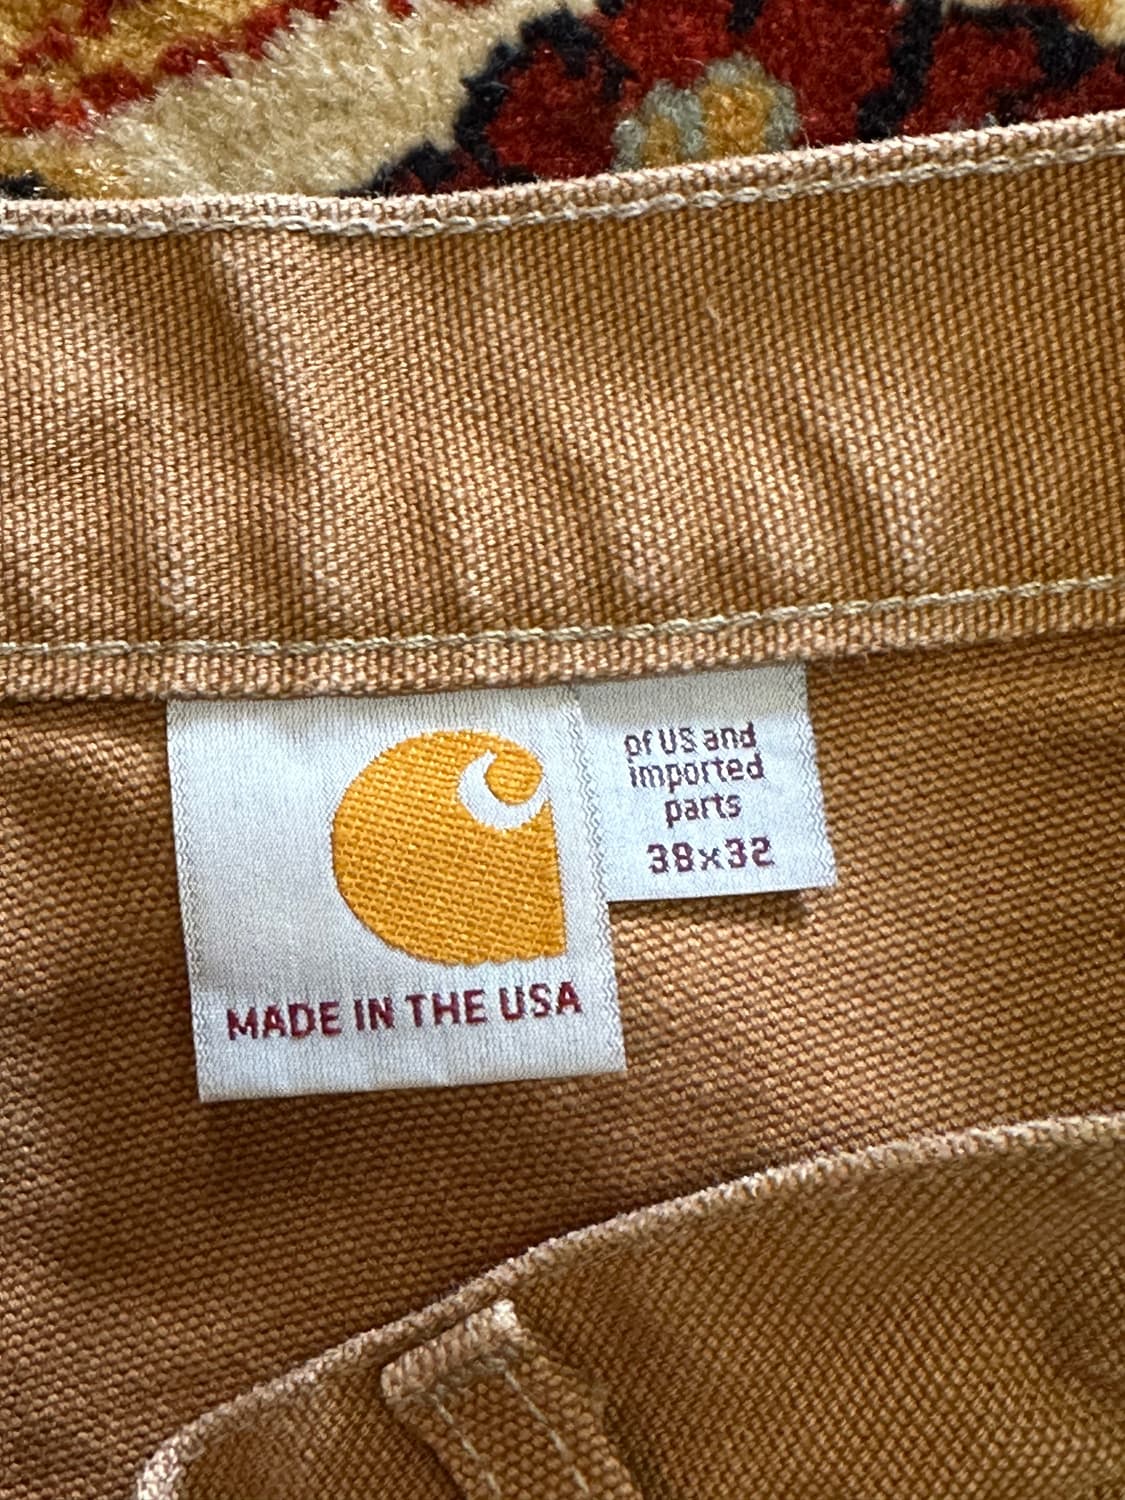 MADE IN THE USA
of US and
imported
parts
38x32